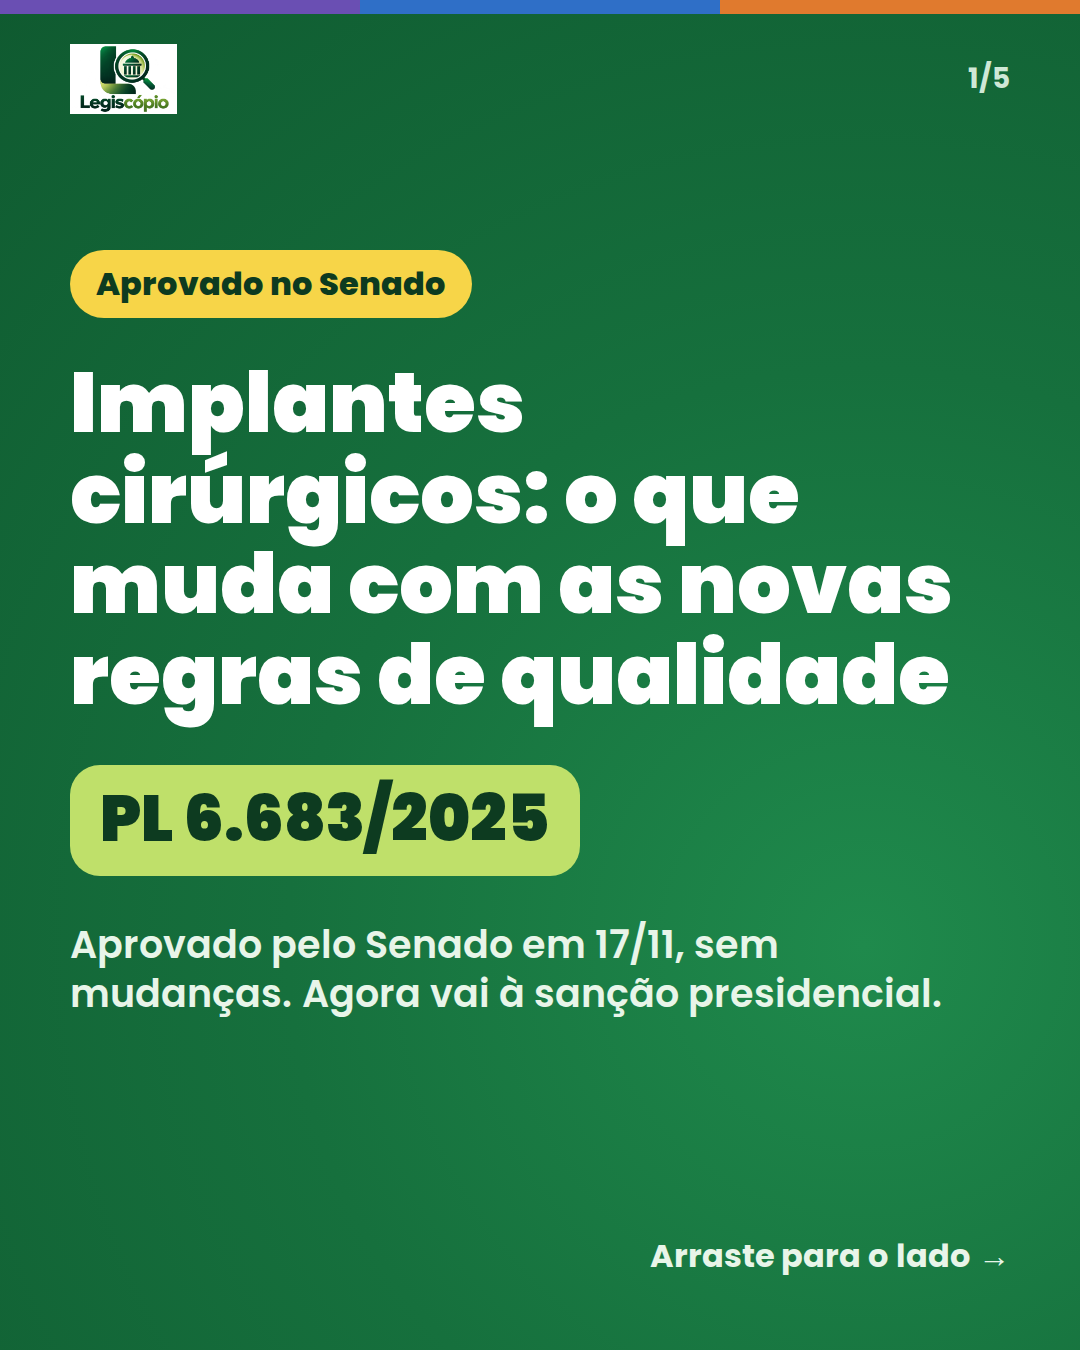 Legiscópio
1/5
Aprovado no Senado
Implantes
cirúrgicos: o que
muda com as novas
regras de qualidade
PL 6.683/2025
Aprovado pelo Senado em 17/11, sem
mudanças. Agora vai à sanção presidencial.
Arraste para o lado →